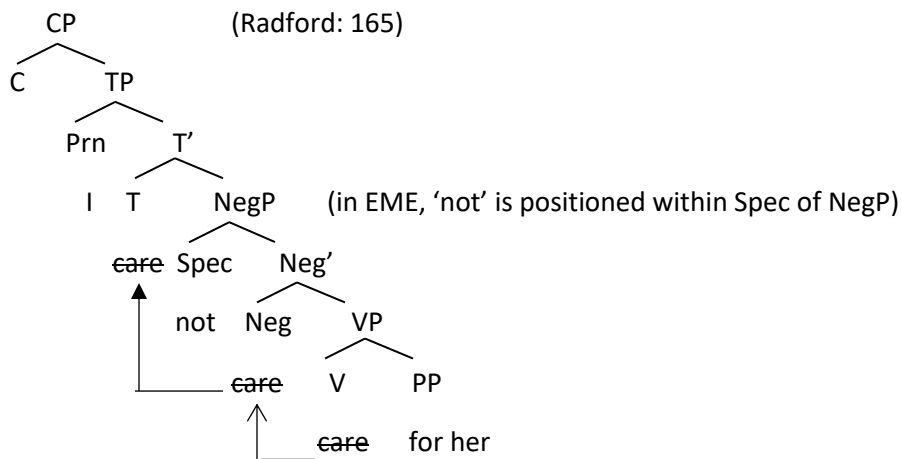 CP (Radford: 165)
C TP
Prn T’
I T NegP (in EME, ‘not’ is positioned within Spec of NegP)
care Spec Neg’
not Neg VP
care V PP
care for her